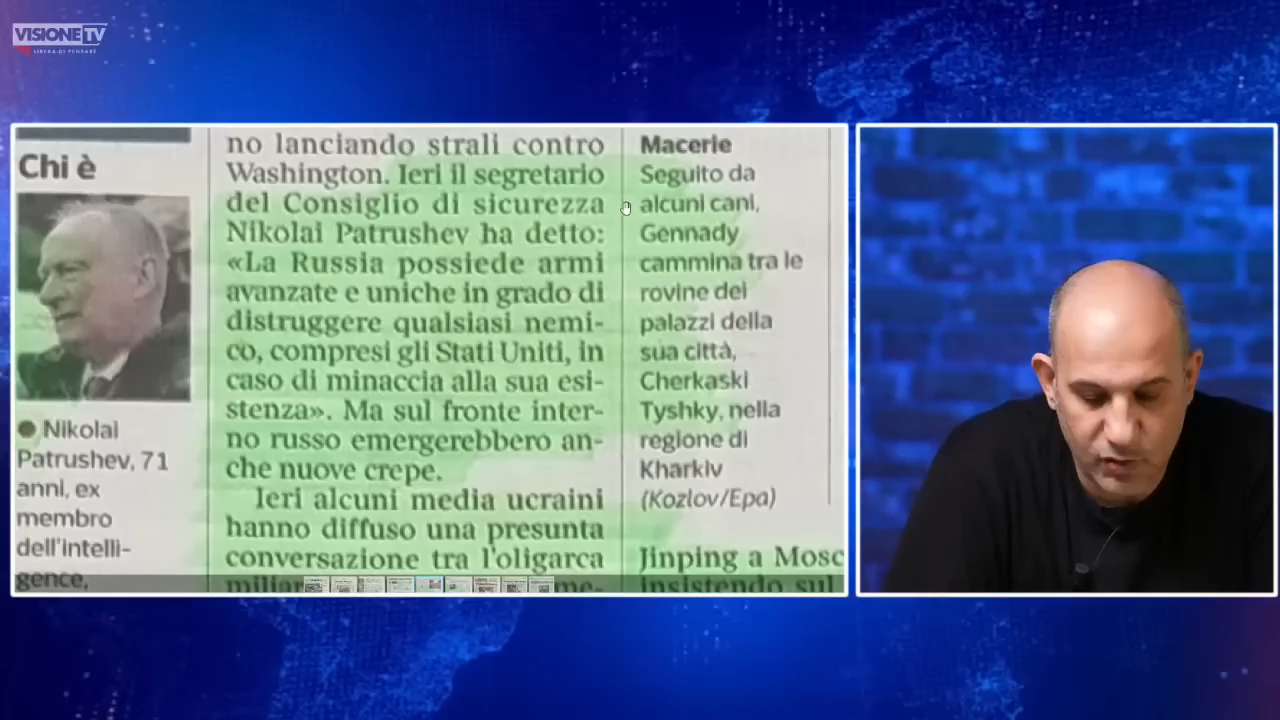 VISIONE TV
LIBERA DI PENSARE
Chi è
● Nikolai
Patrushev, 71
anni, ex
membro
dell'intelli-
gence,
no lanciando strali contro
Washington. Ieri il segretario
del Consiglio di sicurezza
Nikolai Patrushev ha detto:
«La Russia possiede armi
avanzate e uniche in grado di
distruggere qualsiasi nemi-
co, compresi gli Stati Uniti, in
caso di minaccia alla sua esi-
stenza». Ma sul fronte inter-
no russo emergerebbero an-
che nuove crepe.
Ieri alcuni media ucraini
hanno diffuso una presunta
conversazione tra l'oligarca
Macerie
Seguito da
alcuni cani,
Gennady
cammina tra le
rovine dei
palazzi della
sua città,
Cherkaski
Tyshky, nella
regione di
Kharkiv
(Kozlov/Epa)
Jinping a Mosc
insistendo sul